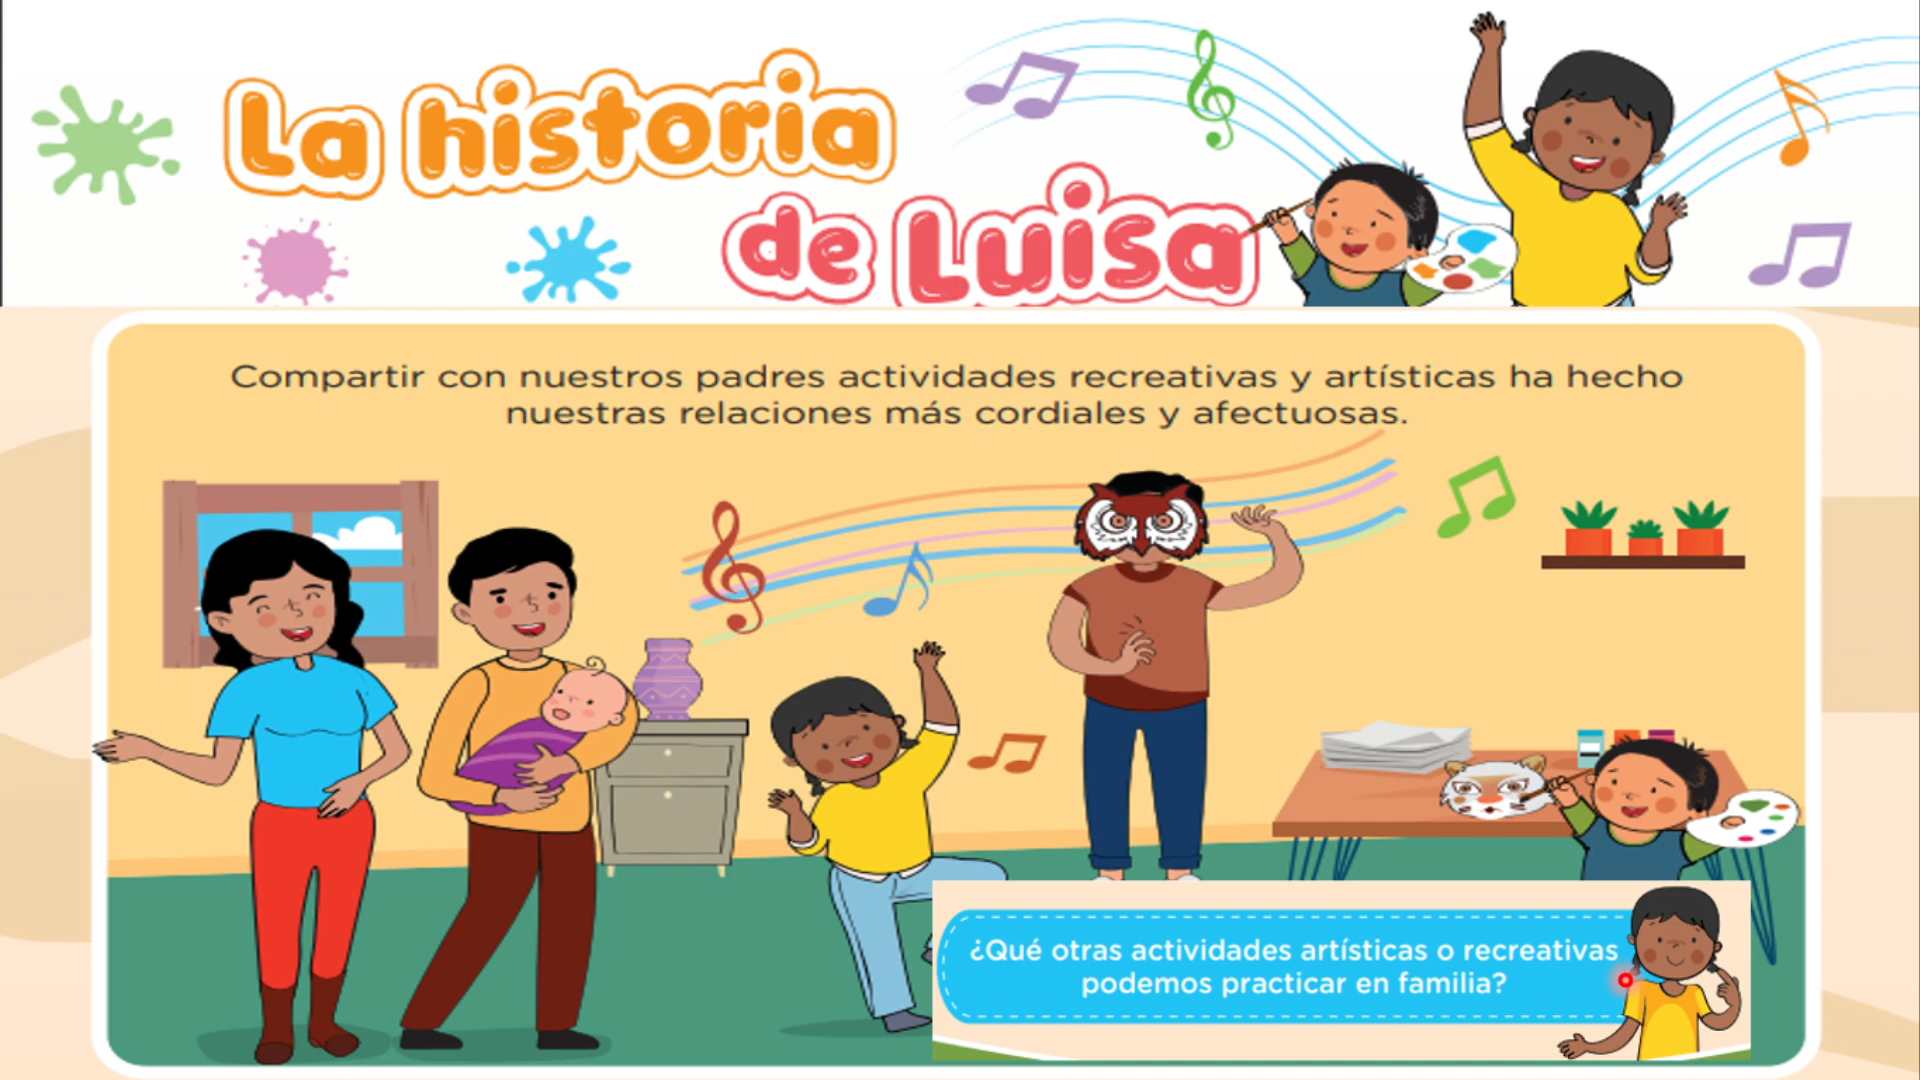 La historia
de Luisa
Compartir con nuestros padres actividades recreativas y artísticas ha hecho
nuestras relaciones más cordiales y afectuosas.
¿Qué otras actividades artísticas o recreativas
podemos practicar en familia?